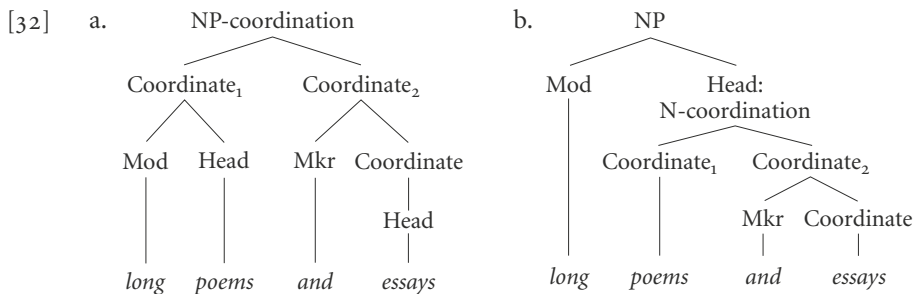 [32] a. NP-coordination b. NP
Coordinate₁ Coordinate₂ Mod Head:
N-coordination
Mod Head Mkr Coordinate Coordinate₁ Coordinate₂
Head Mkr Coordinate
long poems and essays long poems and essays